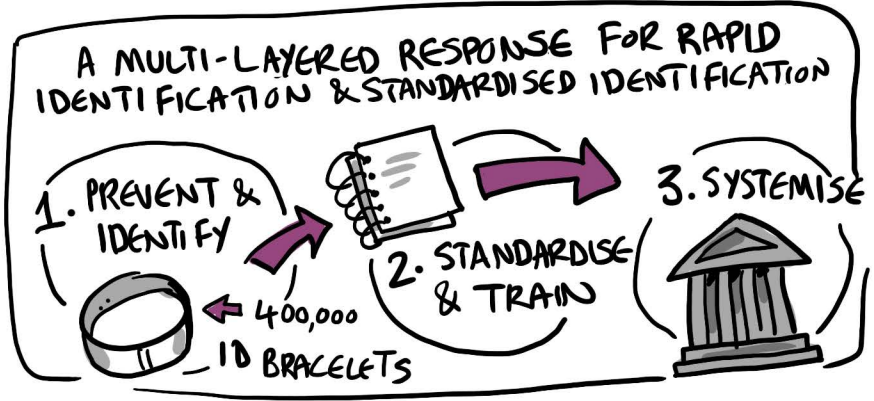 A MULTI-LAYERED RESPONSE FOR RAPID
IDENTIFICATION & STANDARDISED IDENTIFICATION
1. PREVENT &
IDENTIFY
400,000
ID BRACELETS
2. STANDARDISE
& TRAIN
3. SYSTEMISE